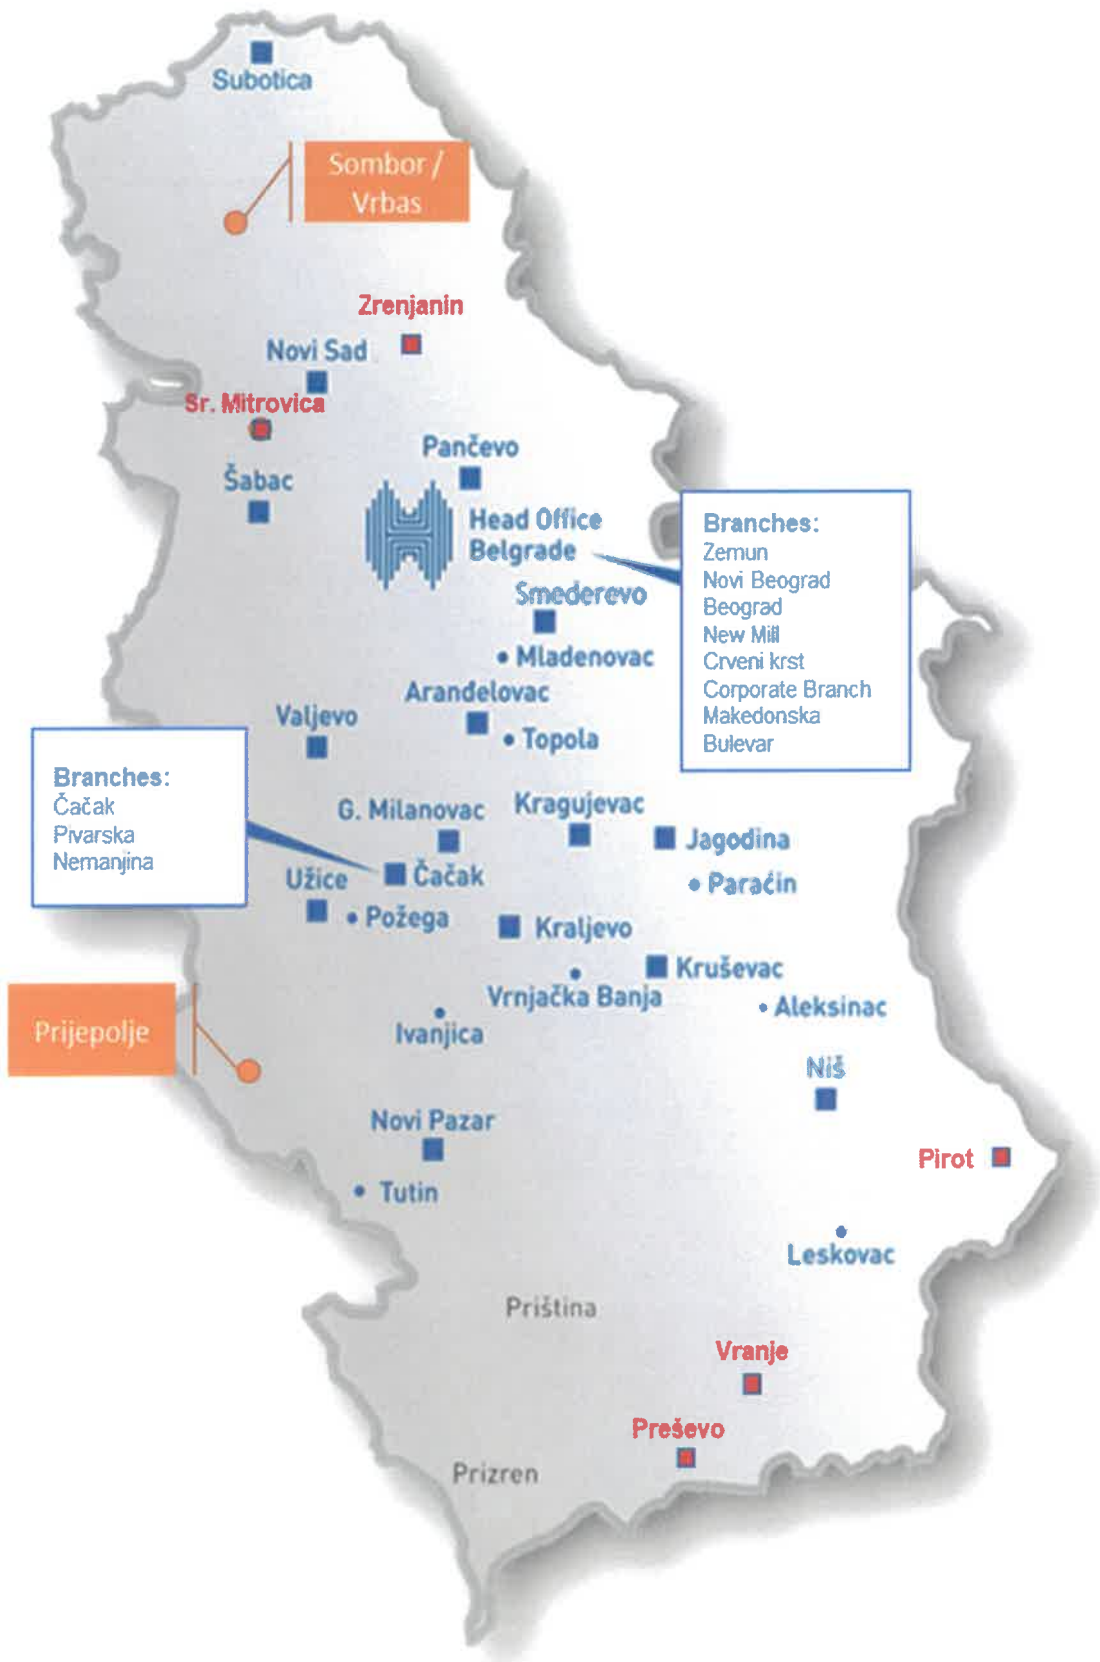 Subotica
Sombor /
Vrbas
Zrenjanin
Novi Sad
Sr. Mitrovica
Pančevo
Šabac
Head Office
Belgrade
Branches:
Zemun
Novi Beograd
Beograd
New Mill
Crveni krst
Corporate Branch
Makedonska
Bulevar
Smederevo
Mladenovac
Aranđelovac
Valjevo
Topola
Branches:
Čačak
Pivarska
Nemanjina
G. Milanovac
Kragujevac
Jagodina
Užice
Čačak
Paraćin
Požega
Kraljevo
Kruševac
Vrnjačka Banja
Aleksinac
Ivanjica
Prijepolje
Niš
Novi Pazar
Pirot
Tutin
Leskovac
Priština
Vranje
Preševo
Prizren